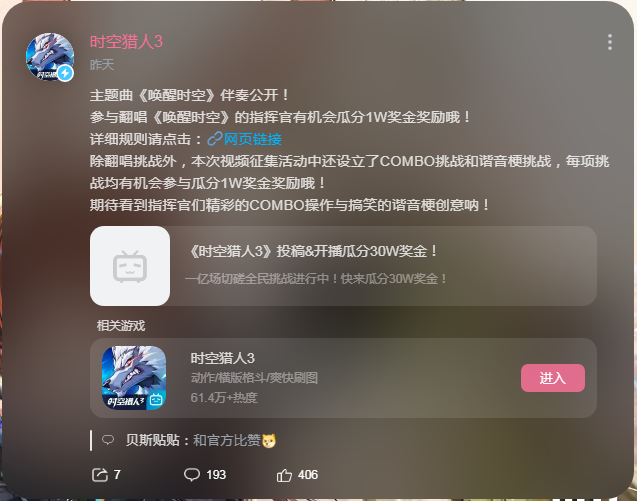 时空猎人3
昨天
主题曲《唤醒时空》伴奏公开！
参与翻唱《唤醒时空》的指挥官有机会瓜分1W奖金奖励哦！
详细规则请点击：网页链接
除翻唱挑战外，本次视频征集活动中还设立了COMBO挑战和谐音梗挑战，每项挑
战均有机会参与瓜分1W奖金奖励哦！
期待看到指挥官们精彩的COMBO操作与搞笑的谐音梗创意呐！
《时空猎人3》投稿&开播瓜分30W奖金！
一亿场切磋全民挑战进行中！快来瓜分30W奖金！
相关游戏
时空猎人3
时空猎人3
动作/横版格斗/爽快刷图
61.4万+热度
进入
贝斯贴贴：和官方比赞
7
193
406